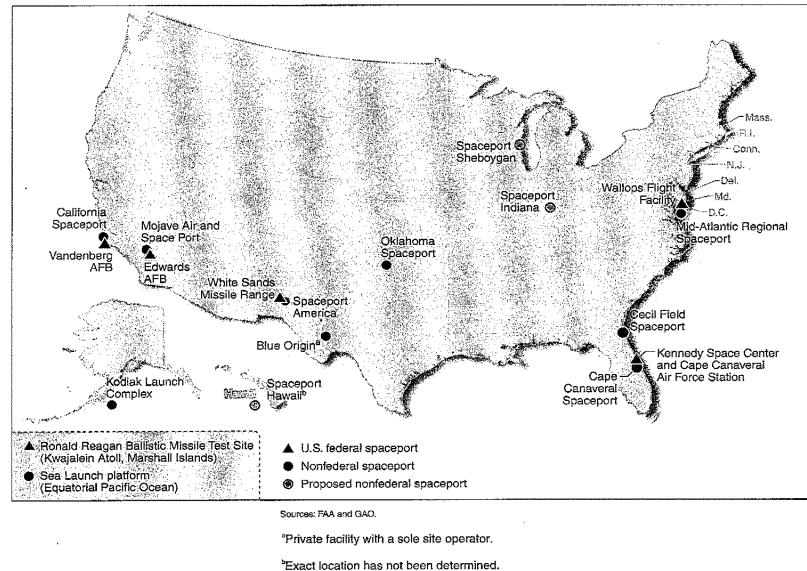 Mass.
R.I.
Conn.
N.J.
Del.
Md.
D.C.
Spaceport
Sheboygan
Spaceport
Indiana
Wallops Flight
Facility
Mid-Atlantic Regional
Spaceport
California
Spaceport
Vandenberg
AFB
Mojave Air and
Space Port
Edwards
AFB
Oklahoma
Spaceport
White Sands
Missile Range
Spaceport
America
Blue Originᵃ
Cecil Field
Spaceport
Kennedy Space Center
and Cape Canaveral
Air Force Station
Cape
Canaveral
Spaceport
Kodiak Launch
Complex
Hawaii
Spaceport
Hawaiiᵇ
Ronald Reagan Ballistic Missile Test Site
(Kwajalein Atoll, Marshall Islands)
Sea Launch platform
(Equatorial Pacific Ocean)
U.S. federal spaceport
Nonfederal spaceport
Proposed nonfederal spaceport
Sources: FAA and GAO.
ᵃPrivate facility with a sole site operator.
ᵇExact location has not been determined.